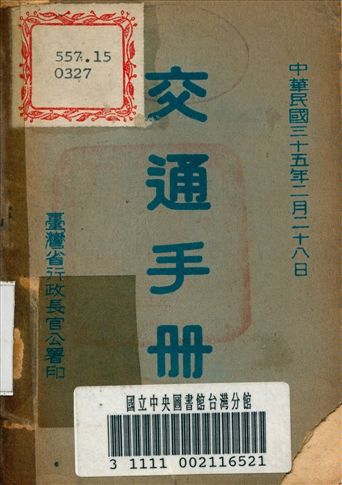 557.15
0327
中華民國三十五年二月二十八日
交通手冊
臺灣省行政長官公署印
國立中央圖書館台灣分館
3 1111 002116521